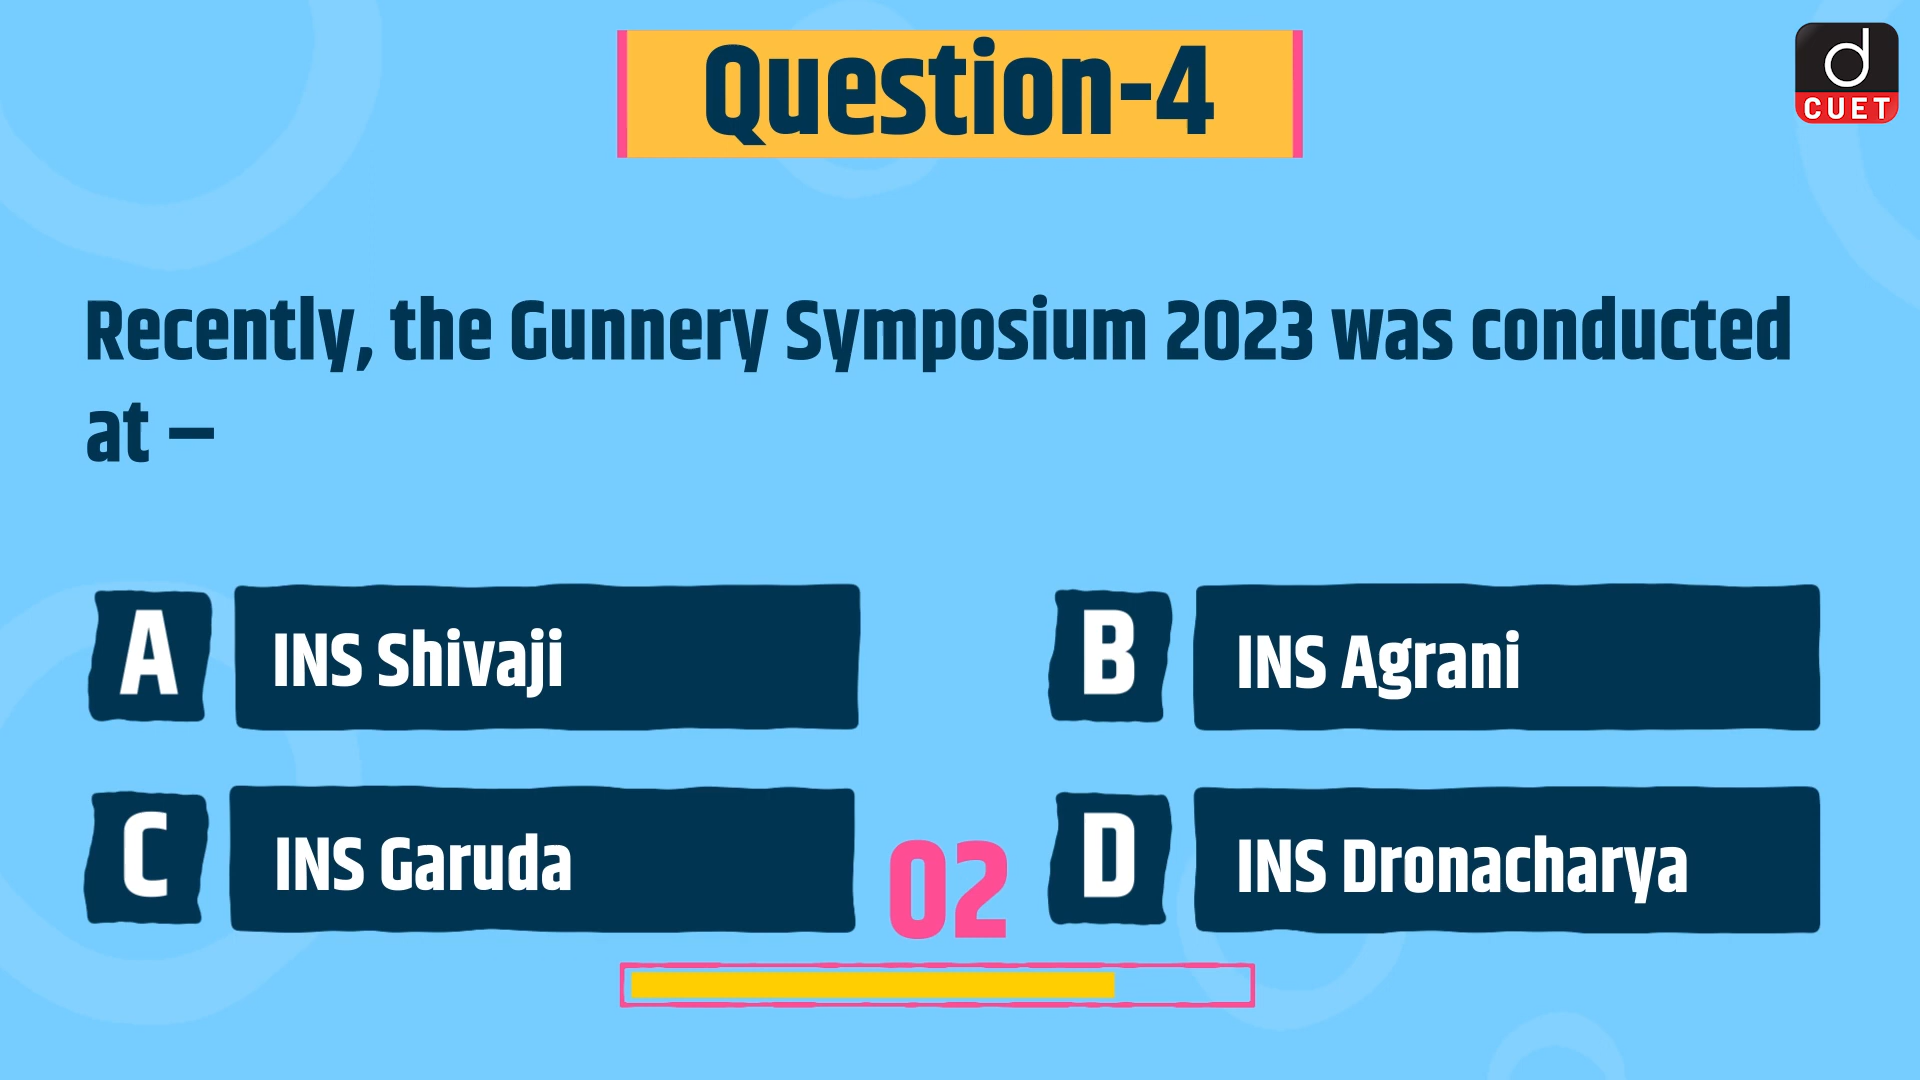 Question-4
d
CUET
Recently, the Gunnery Symposium 2023 was conducted
at –
A INS Shivaji
B INS Agrani
C INS Garuda
D INS Dronacharya
02